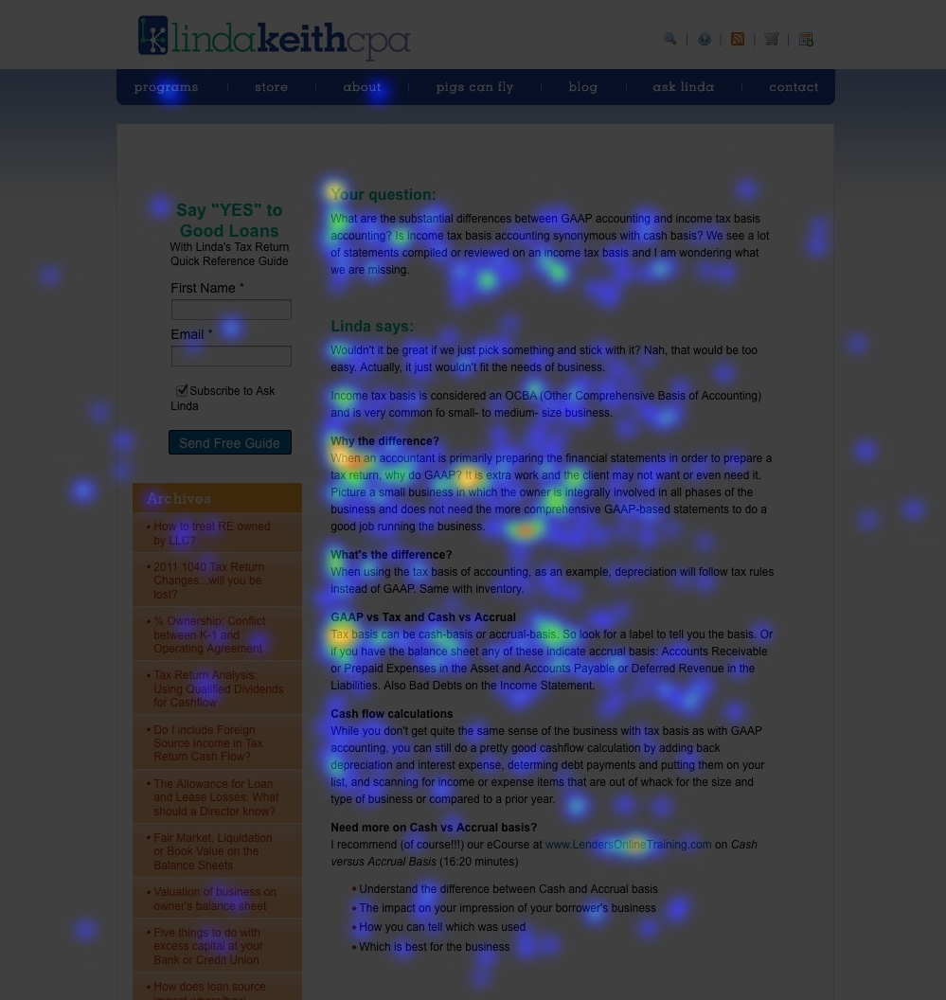 lindakeithcpa
programs
store
about
pigs can fly
blog
ask linda
contact
Say "YES" to
Good Loans
With Linda's Tax Return
Quick Reference Guide
First Name *
Email *
Subscribe to Ask
Linda
Send Free Guide
Archives
• How to treat RE owned
by LLC?
• 2011 1040 Tax Return
Changes...will you be
lost?
• % Ownership: Conflict
between K-1 and
Operating Agreement
• Tax Return Analysis:
Using Qualified Dividends
for Cashflow
• Do I include Foreign
Source Income in Tax
Return Cash Flow?
• The Allowance for Loan
and Lease Losses: What
should a Director know?
• Fair Market, Liquidation
or Book Value on the
Balance Sheets
• Valuation of business on
owner's balance sheet
• Five things to do with
excess capital at your
Bank or Credit Union
• How does loan source
Your question:
What are the substantial differences between GAAP accounting and income tax basis
accounting? Is income tax basis accounting synonymous with cash basis? We see a lot
of statements compiled or reviewed on an income tax basis and I am wondering what
we are missing.
Linda says:
Wouldn't it be great if we just pick something and stick with it? Nah, that would be too
easy. Actually, it just wouldn't fit the needs of business.
Income tax basis is considered an OCBA (Other Comprehensive Basis of Accounting)
and is very common fo small- to medium- size business.
Why the difference?
When an accountant is primarily preparing the financial statements in order to prepare a
tax return, why do GAAP? It is extra work and the client may not want or even need it.
Picture a small business in which the owner is integrally involved in all phases of the
business and does not need the more comprehensive GAAP-based statements to do a
good job running the business.
What's the difference?
When using the tax basis of accounting, as an example, depreciation will follow tax rules
instead of GAAP. Same with inventory.
GAAP vs Tax and Cash vs Accrual
Tax basis can be cash-basis or accrual-basis. So look for a label to tell you the basis. Or
if you have the balance sheet any of these indicate accrual basis: Accounts Receivable
or Prepaid Expenses in the Asset and Accounts Payable or Deferred Revenue in the
Liabilities. Also Bad Debts on the Income Statement.
Cash flow calculations
While you don't get quite the same sense of the business with tax basis as with GAAP
accounting, you can still do a pretty good cashflow calculation by adding back
depreciation and interest expense, determing debt payments and putting them on your
list, and scanning for income or expense items that are out of whack for the size and
type of business or compared to a prior year.
Need more on Cash vs Accrual basis?
I recommend (of course!!!) our eCourse at www.LendersOnlineTraining.com on Cash
versus Accrual Basis (16:20 minutes)
• Understand the difference between Cash and Accrual basis
• The impact on your impression of your borrower's business
• How you can tell which was used
• Which is best for the business